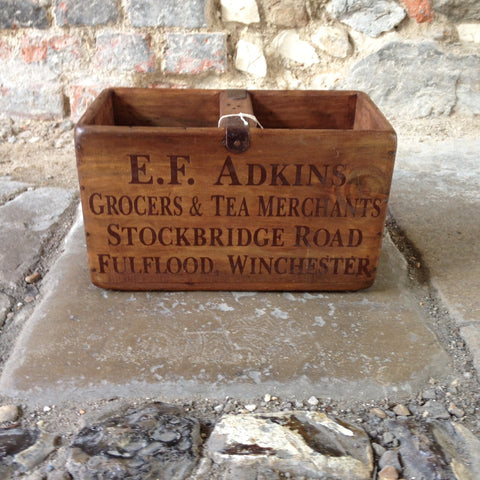 E.F. ADKINS
GROCERS & TEA MERCHANTS
STOCKBRIDGE ROAD
FULFLOOD, WINCHESTER